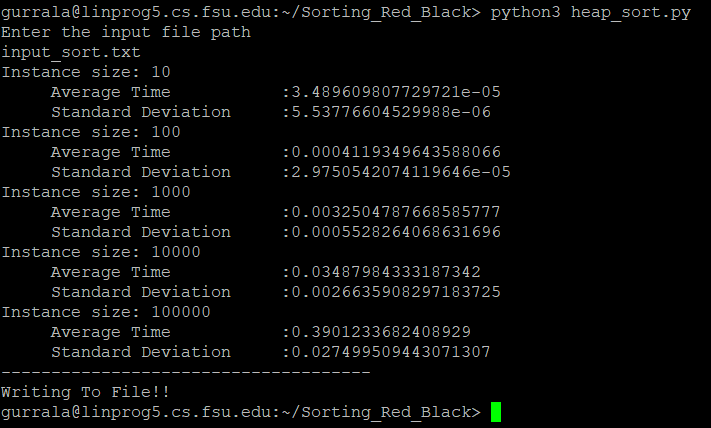 gurrala@linprog5.cs.fsu.edu:~/Sorting_Red_Black> python3 heap_sort.py
Enter the input file path
input_sort.txt
Instance size: 10
     Average Time           :3.489609807729721e-05
     Standard Deviation     :5.53776604529988e-06
Instance size: 100
     Average Time           :0.0004119349643588066
     Standard Deviation     :2.9750542074119646e-05
Instance size: 1000
     Average Time           :0.0032504787668585777
     Standard Deviation     :0.0005528264068631696
Instance size: 10000
     Average Time           :0.03487984333187342
     Standard Deviation     :0.0026635908297183725
Instance size: 100000
     Average Time           :0.3901233682408929
     Standard Deviation     :0.027499509443071307
-------------------------------------
Writing To File!!
gurrala@linprog5.cs.fsu.edu:~/Sorting_Red_Black>